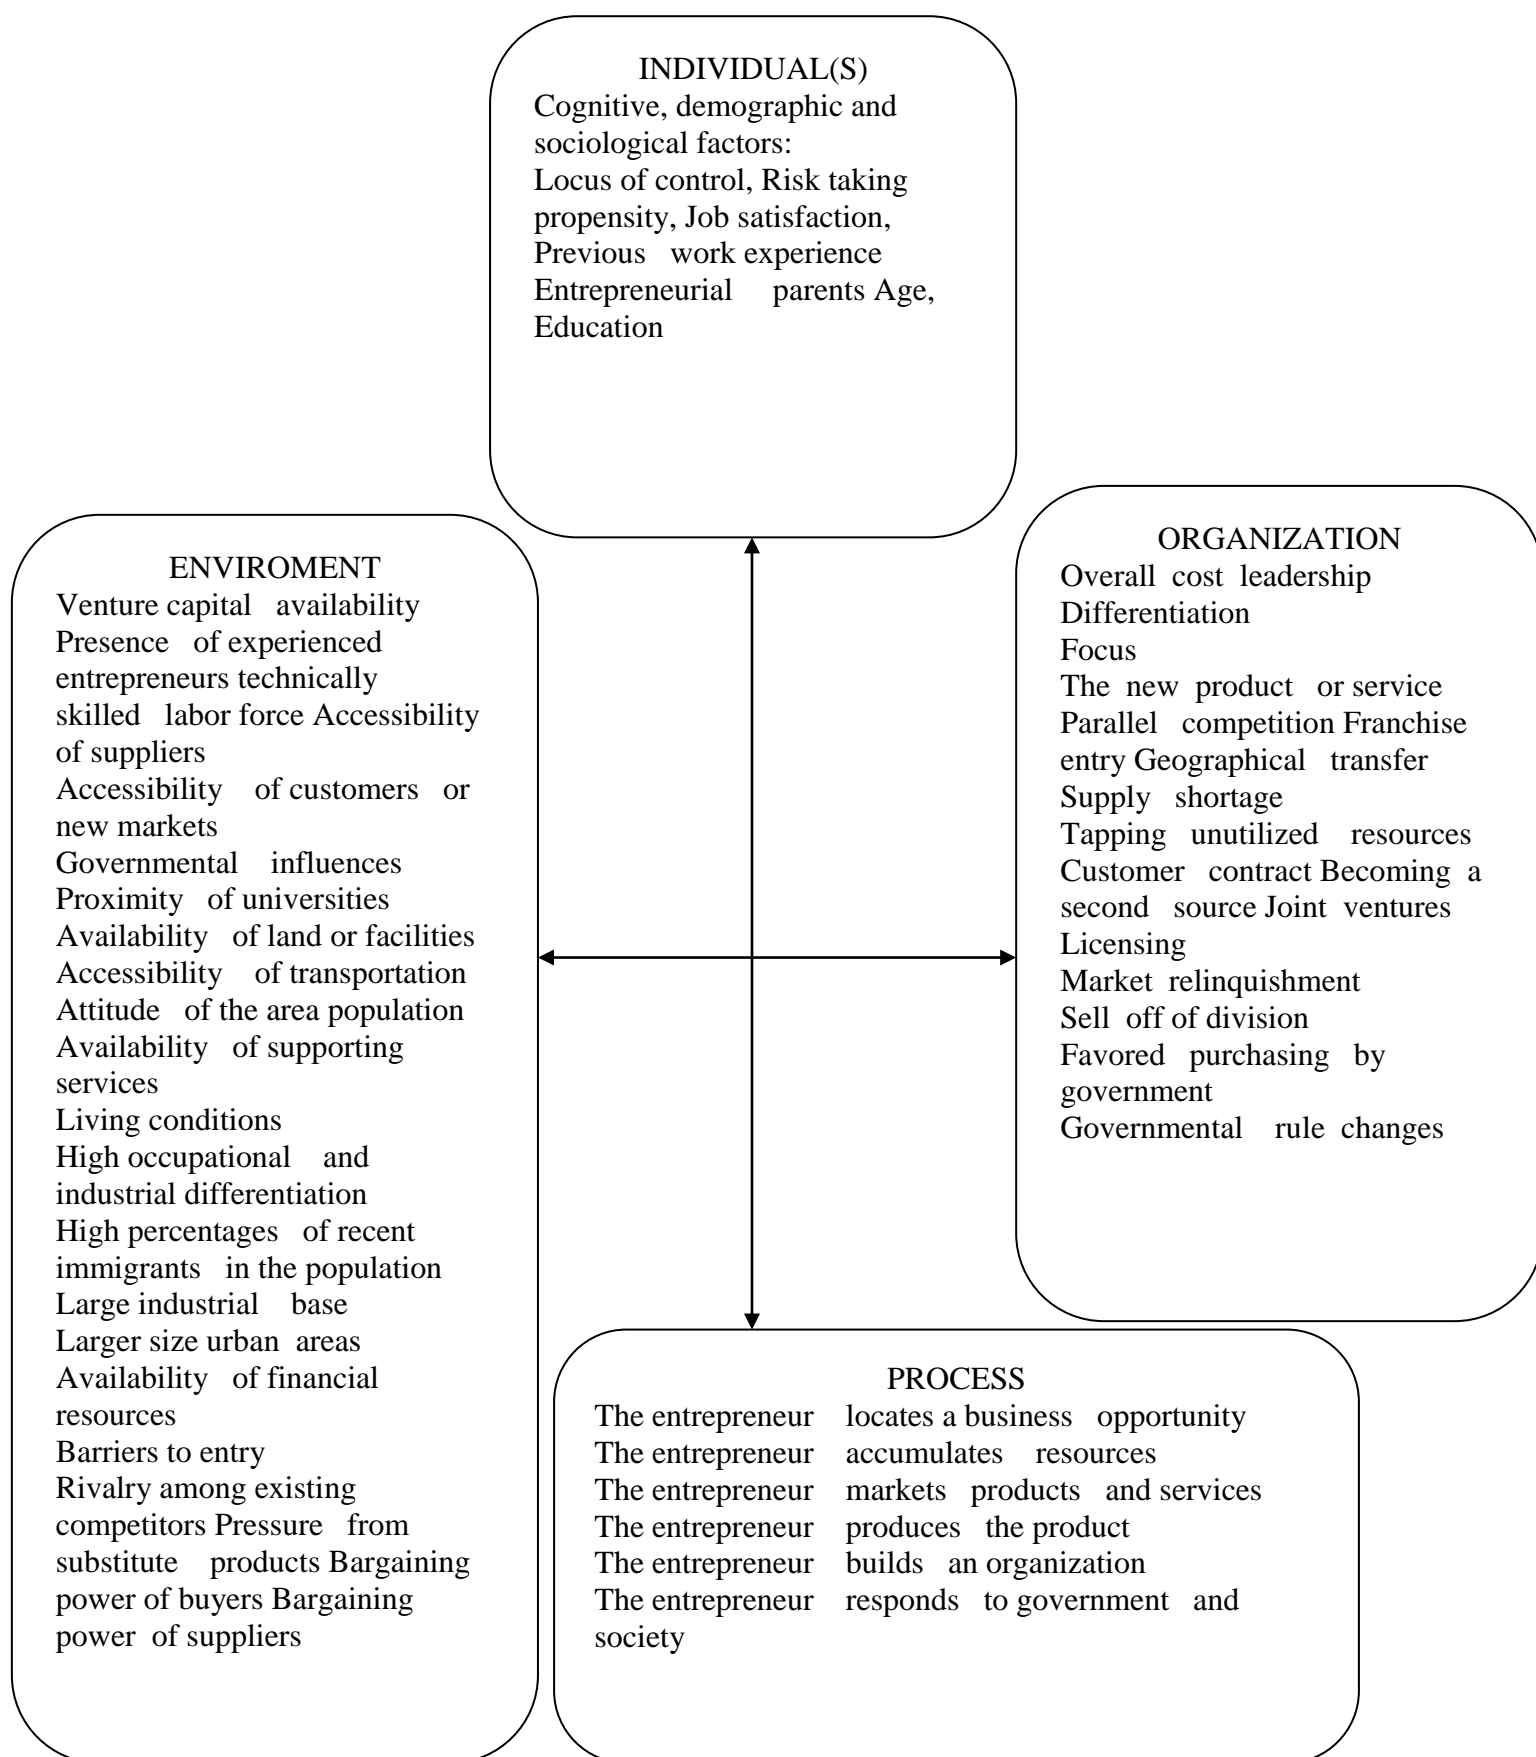 INDIVIDUAL(S)
Cognitive, demographic and
sociological factors:
Locus of control, Risk taking
propensity, Job satisfaction,
Previous work experience
Entrepreneurial parents Age,
Education
ENVIROMENT
Venture capital availability
Presence of experienced
entrepreneurs technically
skilled labor force Accessibility
of suppliers
Accessibility of customers or
new markets
Governmental influences
Proximity of universities
Availability of land or facilities
Accessibility of transportation
Attitude of the area population
Availability of supporting
services
Living conditions
High occupational and
industrial differentiation
High percentages of recent
immigrants in the population
Large industrial base
Larger size urban areas
Availability of financial
resources
Barriers to entry
Rivalry among existing
competitors Pressure from
substitute products Bargaining
power of buyers Bargaining
power of suppliers
ORGANIZATION
Overall cost leadership
Differentiation
Focus
The new product or service
Parallel competition Franchise
entry Geographical transfer
Supply shortage
Tapping unutilized resources
Customer contract Becoming a
second source Joint ventures
Licensing
Market relinquishment
Sell off of division
Favored purchasing by
government
Governmental rule changes
PROCESS
The entrepreneur locates a business opportunity
The entrepreneur accumulates resources
The entrepreneur markets products and services
The entrepreneur produces the product
The entrepreneur builds an organization
The entrepreneur responds to government and
society